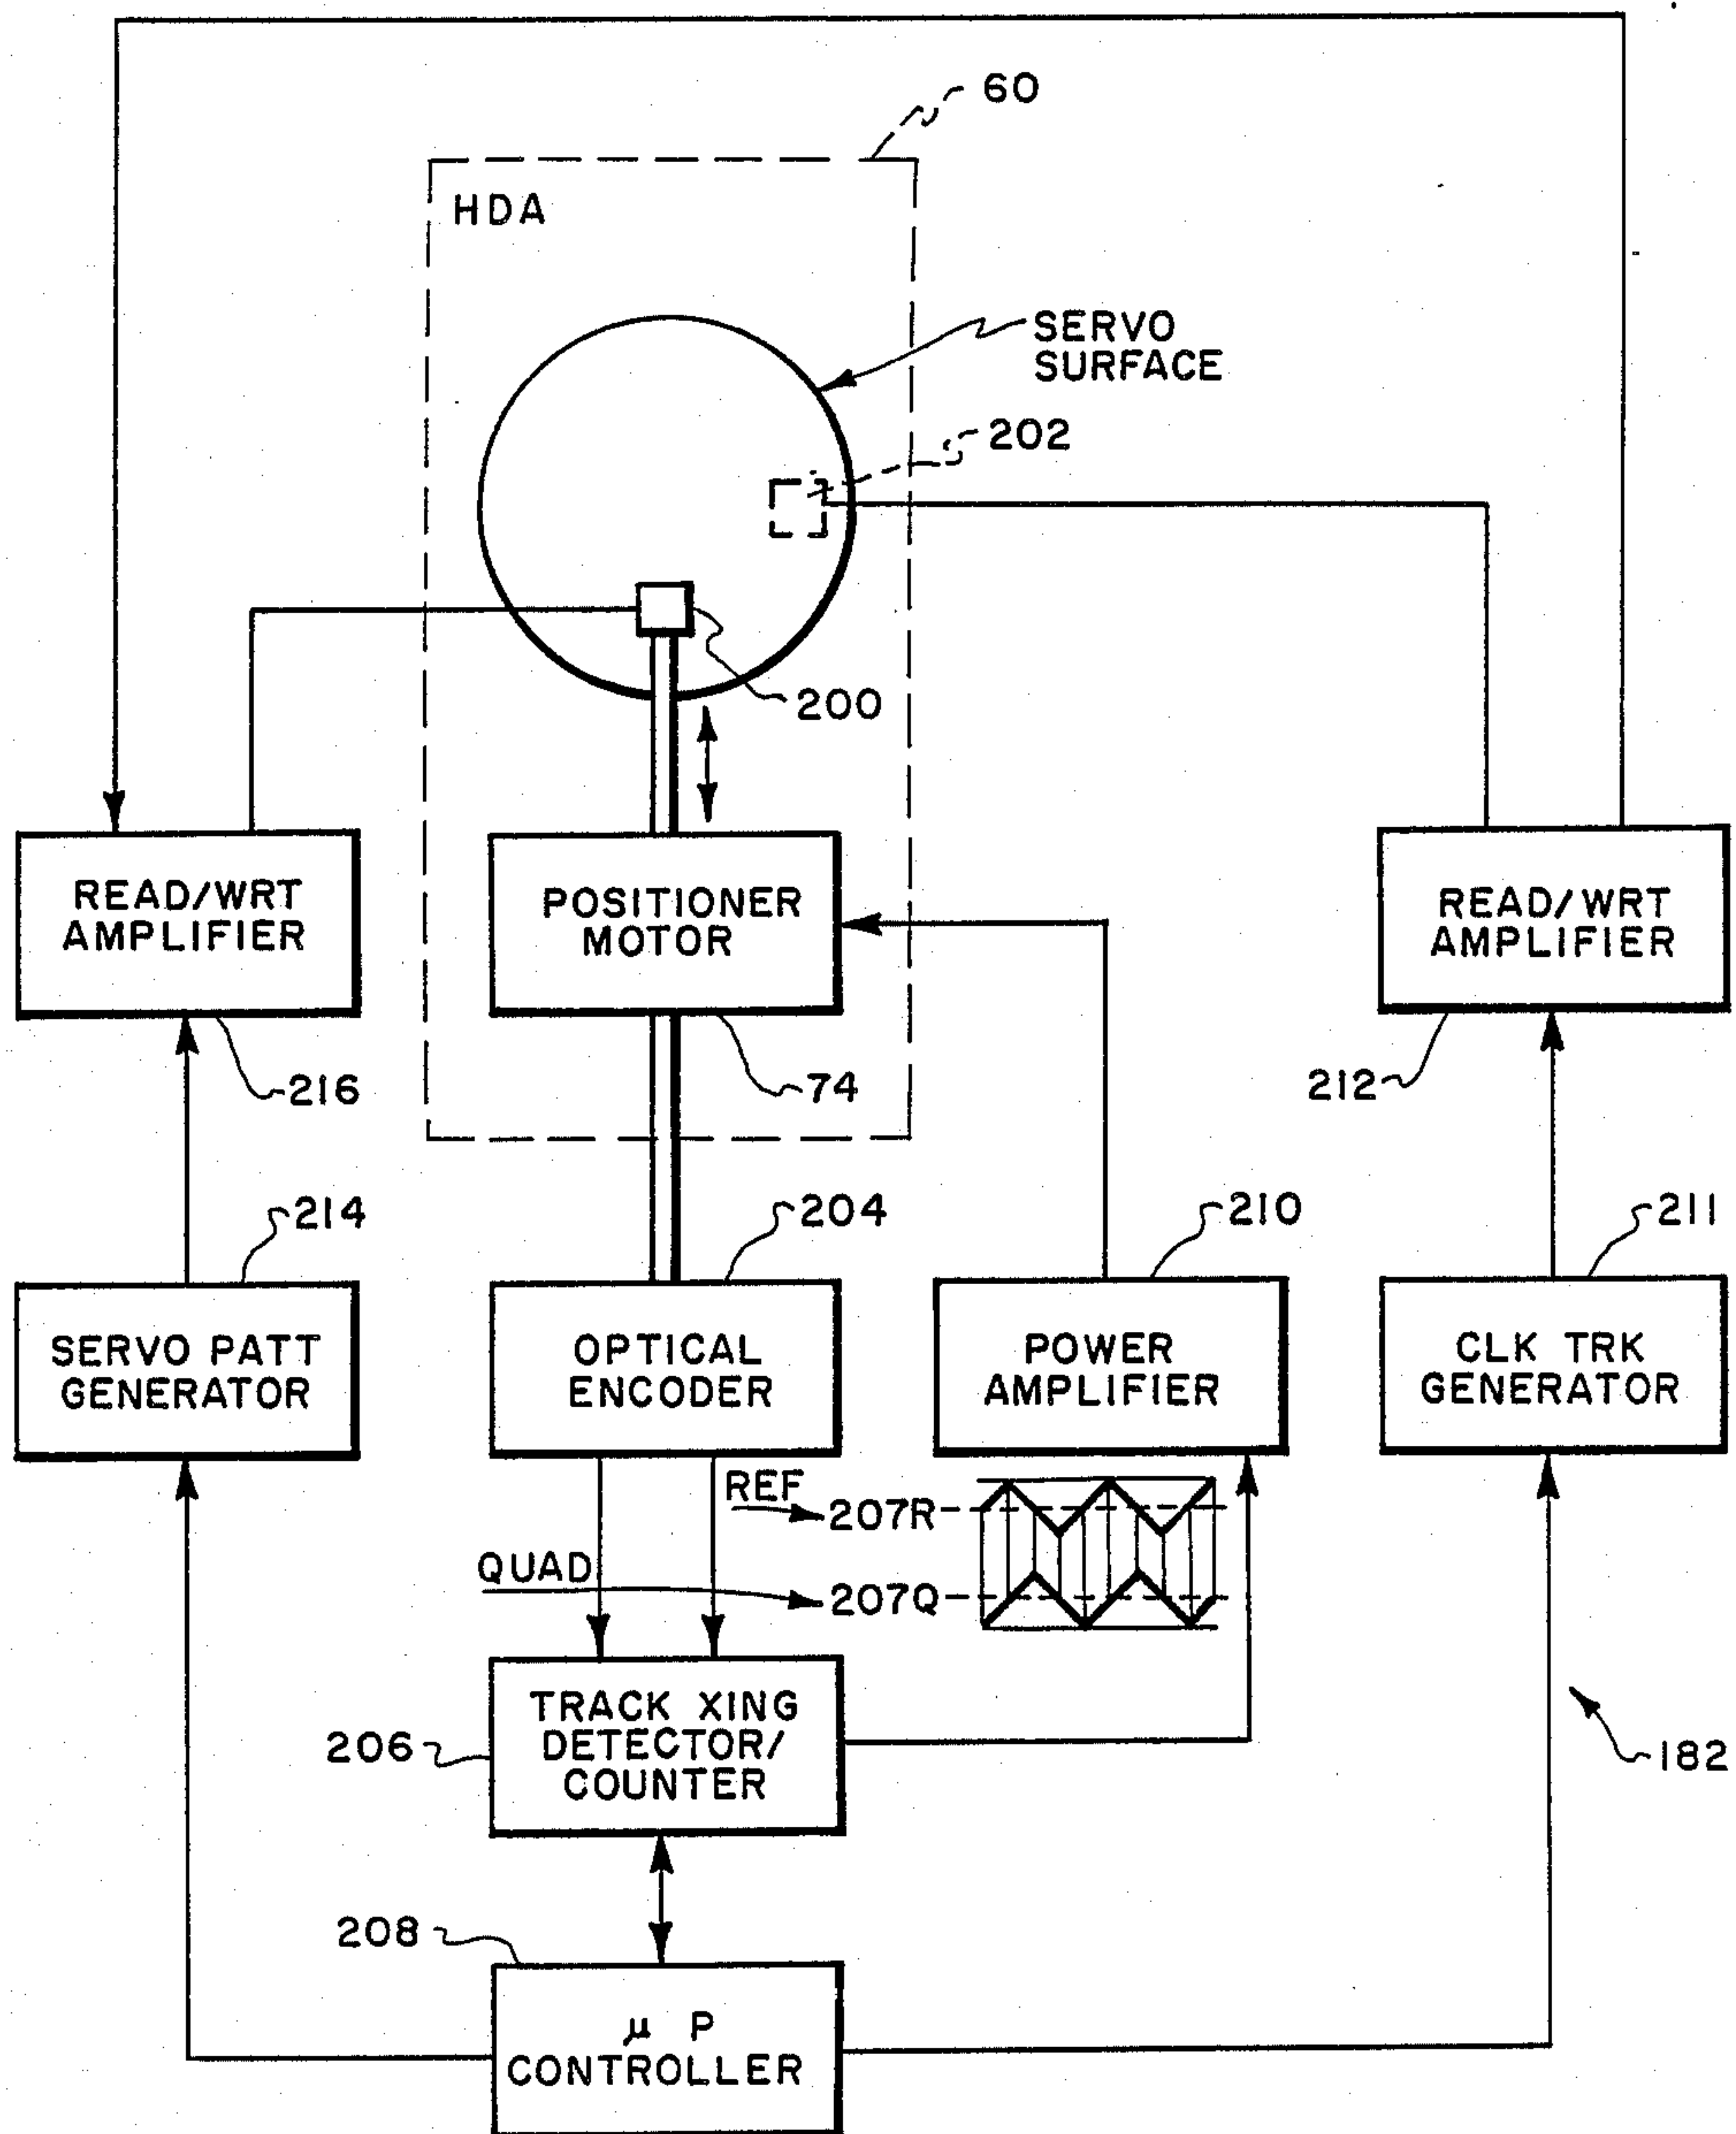 60
HDA
SERVO
SURFACE
202
200
READ/WRT
AMPLIFIER
POSITIONER
MOTOR
READ/WRT
AMPLIFIER
216
74
212
214
204
210
211
SERVO PATT
GENERATOR
OPTICAL
ENCODER
POWER
AMPLIFIER
CLK TRK
GENERATOR
REF
207R
QUAD
207Q
TRACK XING
DETECTOR/
COUNTER
206
182
208
μ P
CONTROLLER